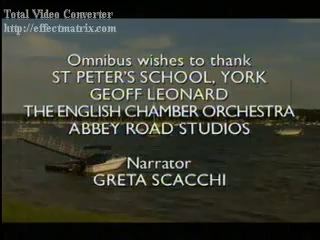 Total Video Converter
http://effectmatrix.com
Omnibus wishes to thank
ST PETER'S SCHOOL, YORK
GEOFF LEONARD
THE ENGLISH CHAMBER ORCHESTRA
ABBEY ROAD STUDIOS
Narrator
GRETA SCACCHI